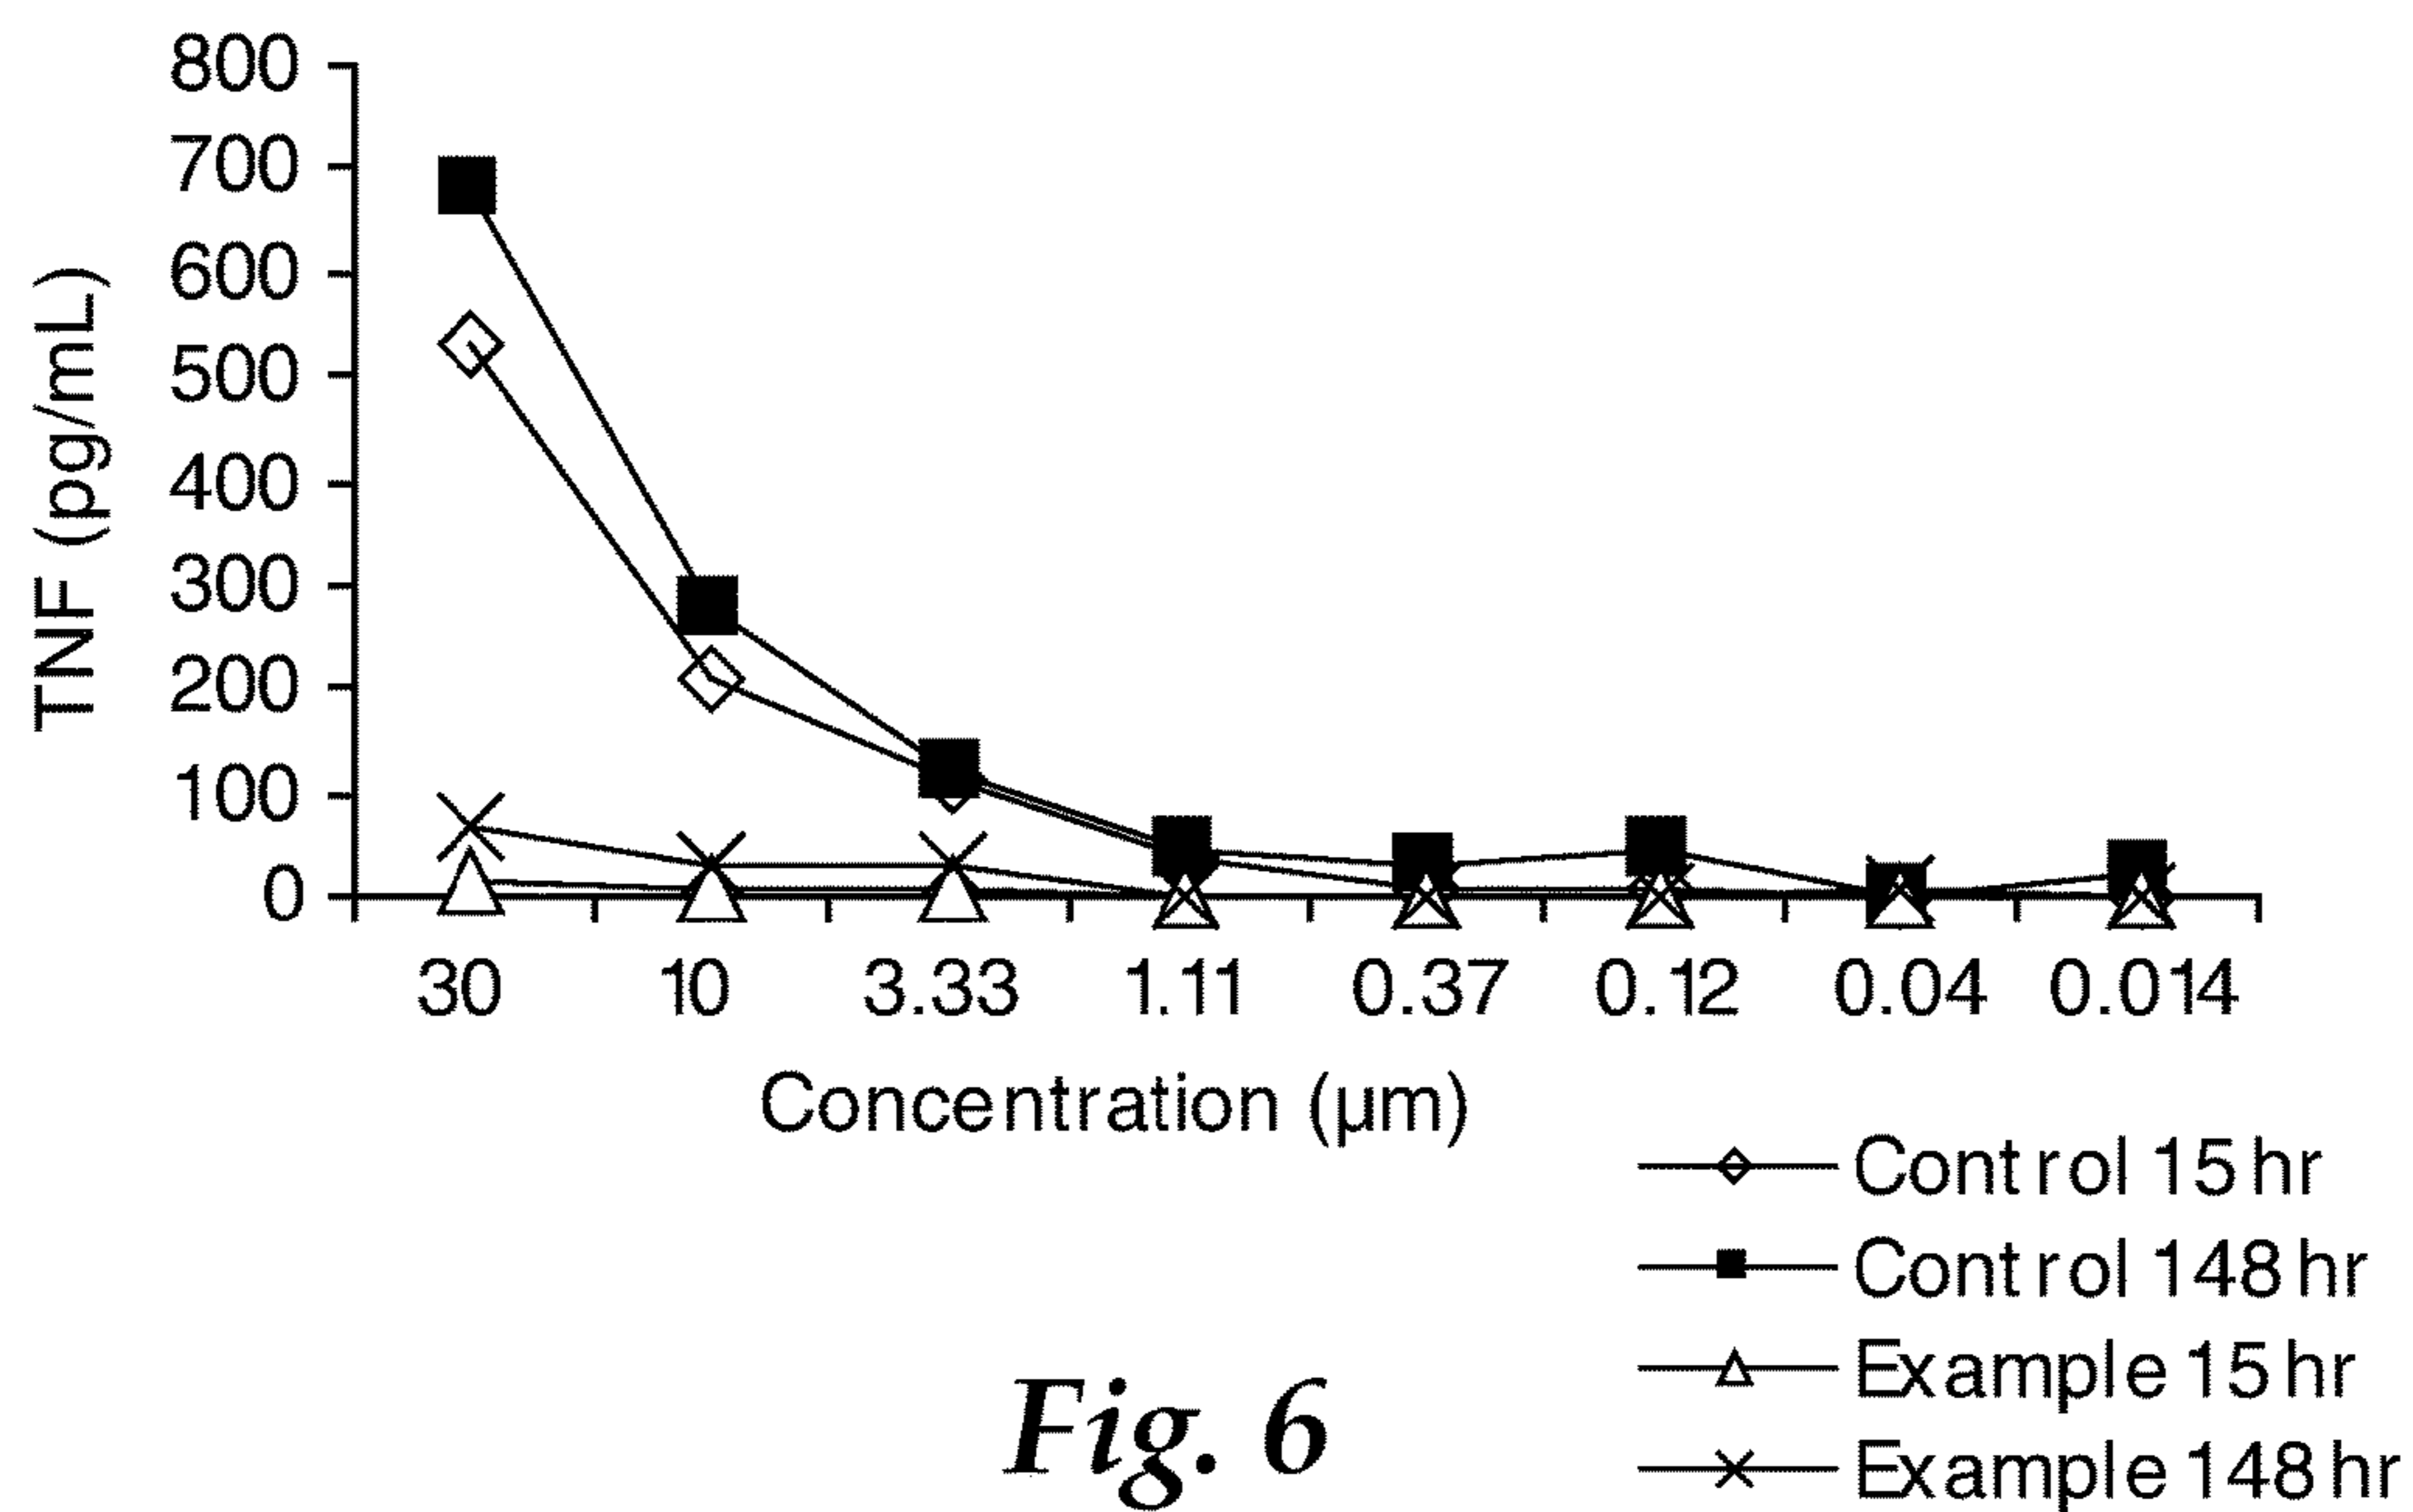 800
700
600
500
400
300
200
100
0
TNF (pg/mL)
30 10 3.33 1.11 0.37 0.12 0.04 0.014
Concentration (µm)
Control 15 hr
Control 148 hr
Example 15 hr
Example 148 hr
Fig. 6